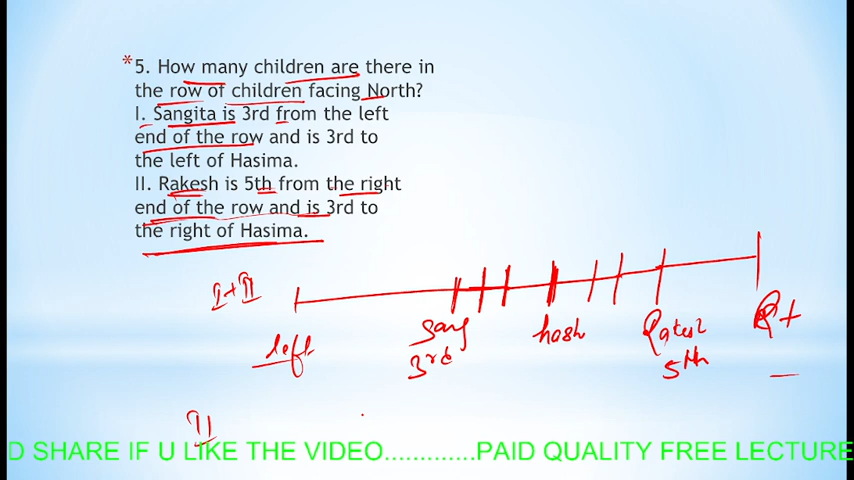 *5. How many children are there in
the row of children facing North?
I. Sangita is 3rd from the left
end of the row and is 3rd to
the left of Hasima.
II. Rakesh is 5th from the right
end of the row and is 3rd to
the right of Hasima.
I+II
left
Sang
3rd
hash
5th
II
D SHARE IF U LIKE THE VIDEO.............PAID QUALITY FREE LECTURE